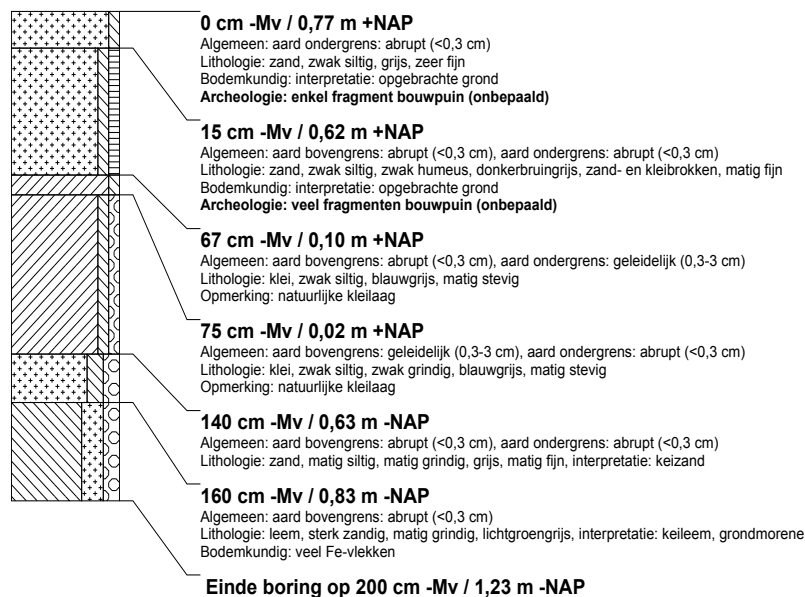 0 cm -Mv / 0,77 m +NAP
Algemeen: aard ondergrens: abrupt (<0,3 cm)
Lithologie: zand, zwak siltig, grijs, zeer fijn
Bodemkundig: interpretatie: opgebrachte grond
Archeologie: enkel fragment bouwpuin (onbepaald)
15 cm -Mv / 0,62 m +NAP
Algemeen: aard bovengrens: abrupt (<0,3 cm), aard ondergrens: abrupt (<0,3 cm)
Lithologie: zand, zwak siltig, zwak humeus, donkerbruingrijs, zand- en kleibrokken, matig fijn
Bodemkundig: interpretatie: opgebrachte grond
Archeologie: veel fragmenten bouwpuin (onbepaald)
67 cm -Mv / 0,10 m +NAP
Algemeen: aard bovengrens: abrupt (<0,3 cm), aard ondergrens: geleidelijk (0,3-3 cm)
Lithologie: klei, zwak siltig, blauwgrijs, matig stevig
Opmerking: natuurlijke kleilaag
75 cm -Mv / 0,02 m +NAP
Algemeen: aard bovengrens: geleidelijk (0,3-3 cm), aard ondergrens: abrupt (<0,3 cm)
Lithologie: klei, zwak siltig, zwak grindig, blauwgrijs, matig stevig
Opmerking: natuurlijke kleilaag
140 cm -Mv / 0,63 m -NAP
Algemeen: aard bovengrens: abrupt (<0,3 cm), aard ondergrens: abrupt (<0,3 cm)
Lithologie: zand, matig siltig, matig grindig, grijs, matig fijn, interpretatie: keizand
160 cm -Mv / 0,83 m -NAP
Algemeen: aard bovengrens: abrupt (<0,3 cm)
Lithologie: leem, sterk zandig, matig grindig, lichtgroengrijs, interpretatie: keileem, grondmorene
Bodemkundig: veel Fe-vlekken
Einde boring op 200 cm -Mv / 1,23 m -NAP